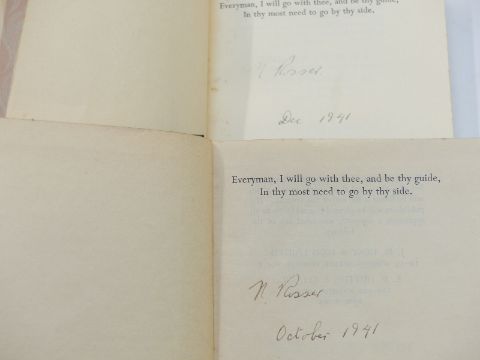 Everyman, I will go with thee, and be thy guide,
In thy most need to go by thy side.
N. Rosser
Dec 1941
Everyman, I will go with thee, and be thy guide,
In thy most need to go by thy side.
N. Rosser
October 1941